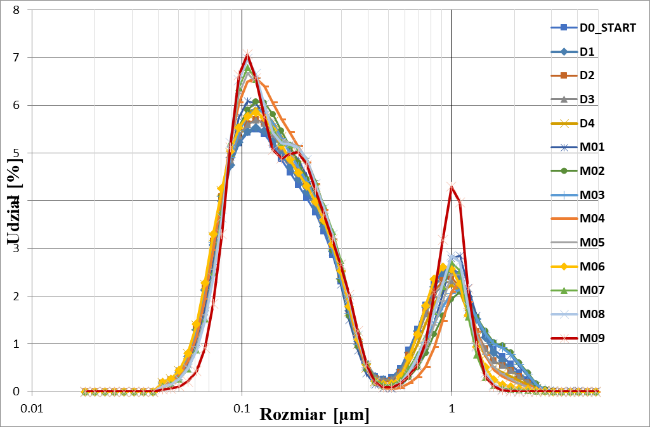 8
7
6
5
4
3
2
1
0
Udział [%]
0.01
0.1
1
Rozmiar [μm]
D0_START
D1
D2
D3
D4
M01
M02
M03
M04
M05
M06
M07
M08
M09